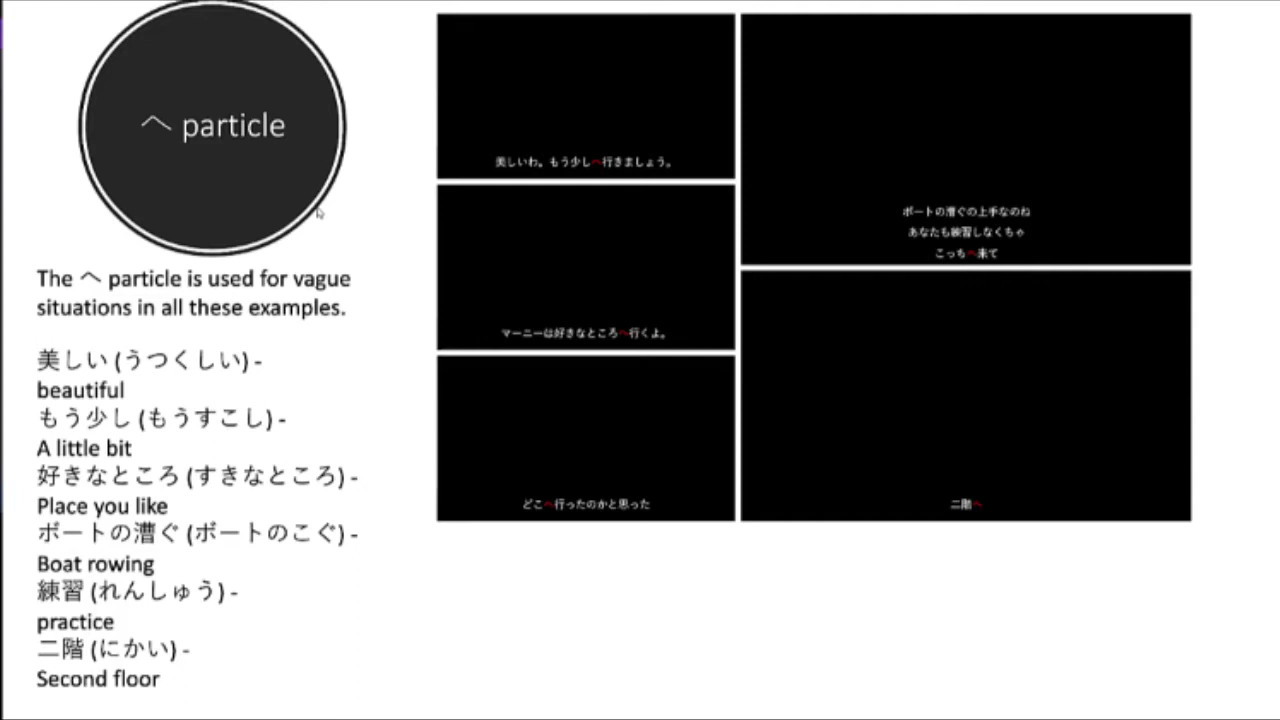 へ particle
The へ particle is used for vague
situations in all these examples.
美しい (うつくしい) -
beautiful
もう少し (もうすこし) -
A little bit
好きなところ (すきなところ) -
Place you like
ボートの漕ぐ (ボートのこぐ) -
Boat rowing
練習 (れんしゅう) -
practice
二階 (にかい) -
Second floor
美しいわ。もう少しへ行きましょう。
マーニーは好きなところへ行くよ。
どこへ行ったのかと思った
ボートの漕ぐの上手なのね
あなたも練習しなくちゃ
こっちへ来て
二階へ